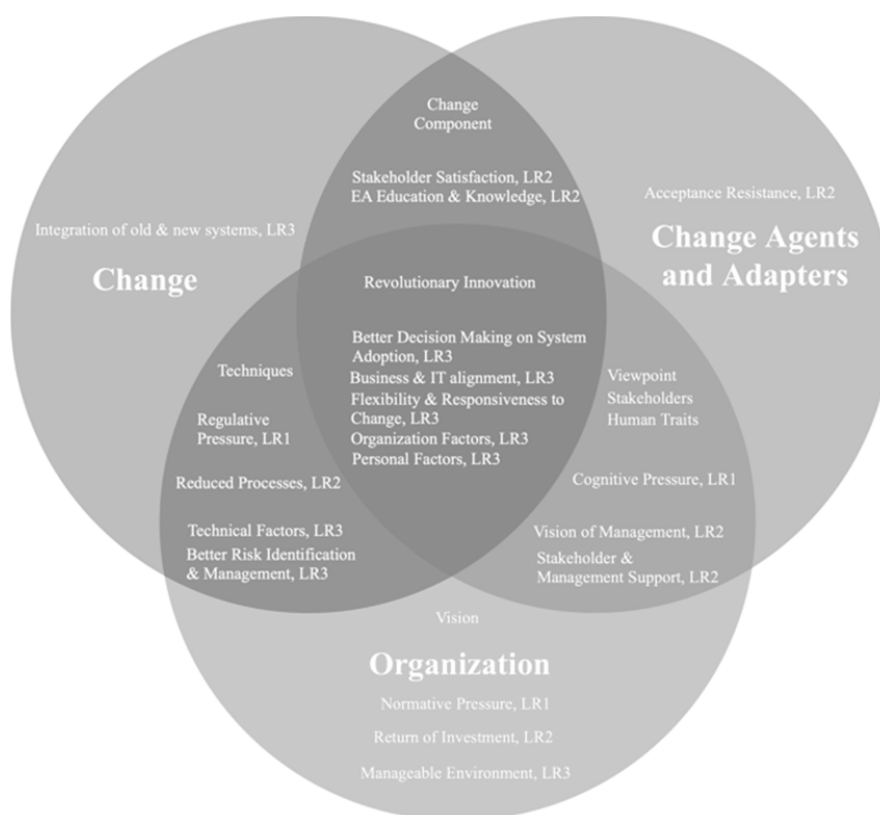 Change
Component
Stakeholder Satisfaction, LR2
EA Education & Knowledge, LR2
Acceptance Resistance, LR2
Integration of old & new systems, LR3
Change
Change Agents
and Adapters
Revolutionary Innovation
Better Decision Making on System
Adoption, LR3
Business & IT alignment, LR3
Flexibility & Responsiveness to
Change, LR3
Organization Factors, LR3
Personal Factors, LR3
Techniques
Regulative
Pressure, LR1
Reduced Processes, LR2
Technical Factors, LR3
Better Risk Identification
& Management, LR3
Viewpoint
Stakeholders
Human Traits
Cognitive Pressure, LR1
Vision of Management, LR2
Stakeholder &
Management Support, LR2
Vision
Organization
Normative Pressure, LR1
Return of Investment, LR2
Manageable Environment, LR3